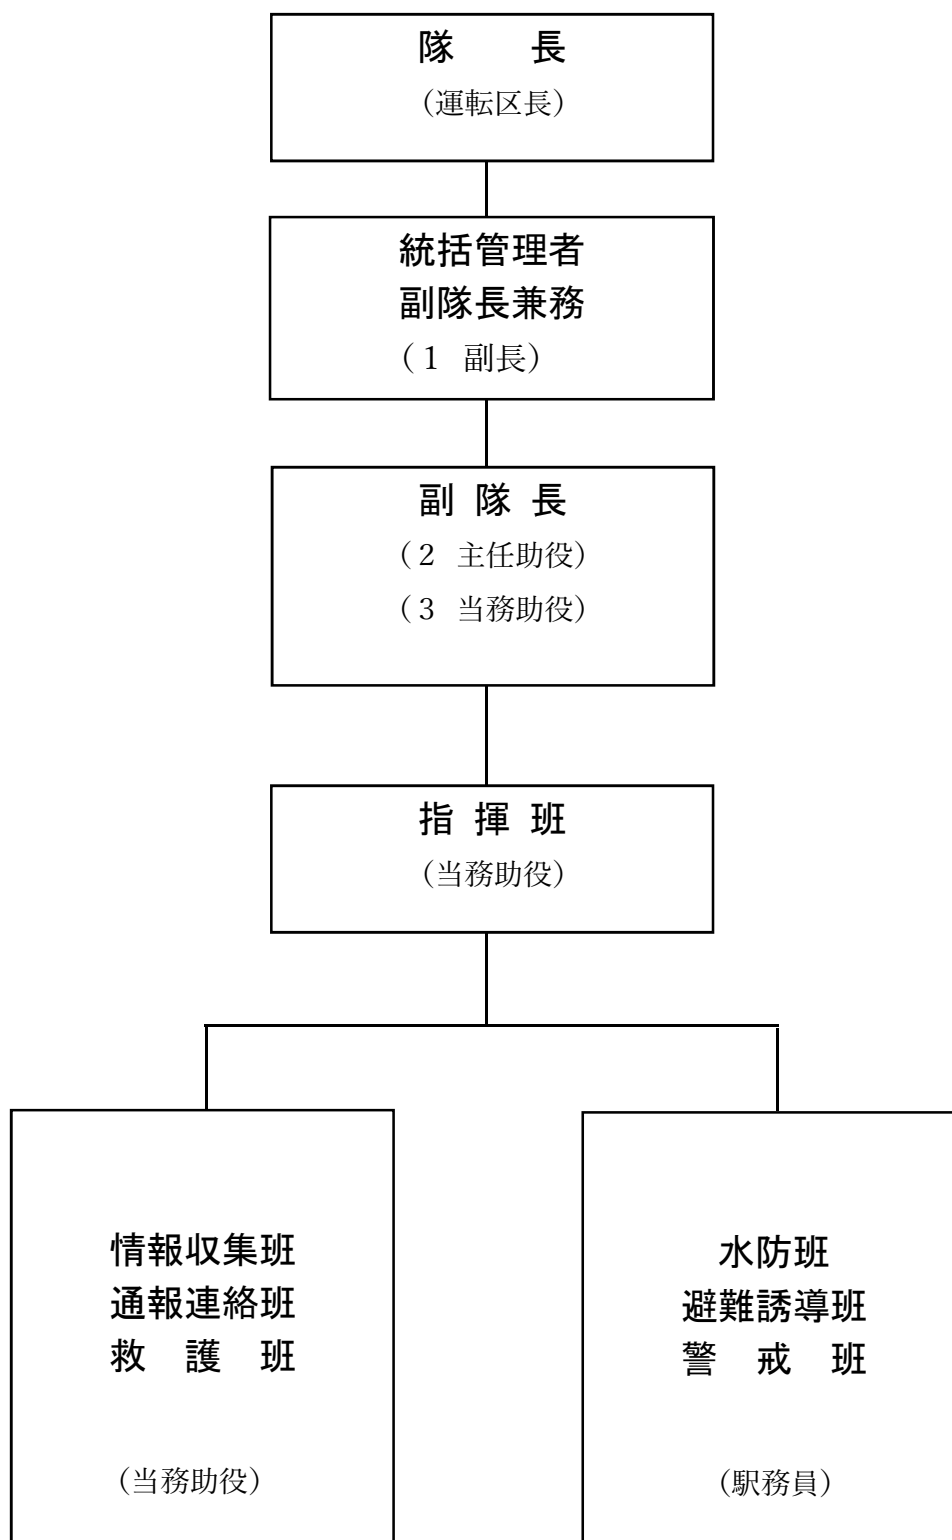 隊　　長
（運転区長）
統括管理者
副隊長兼務
（１　副長）
副 隊 長
（２　主任助役）
（３　当務助役）
指 揮 班
（当務助役）
情報収集班
通報連絡班
救　護　班
（当務助役）
水防班
避難誘導班
警　戒　班
（駅務員）